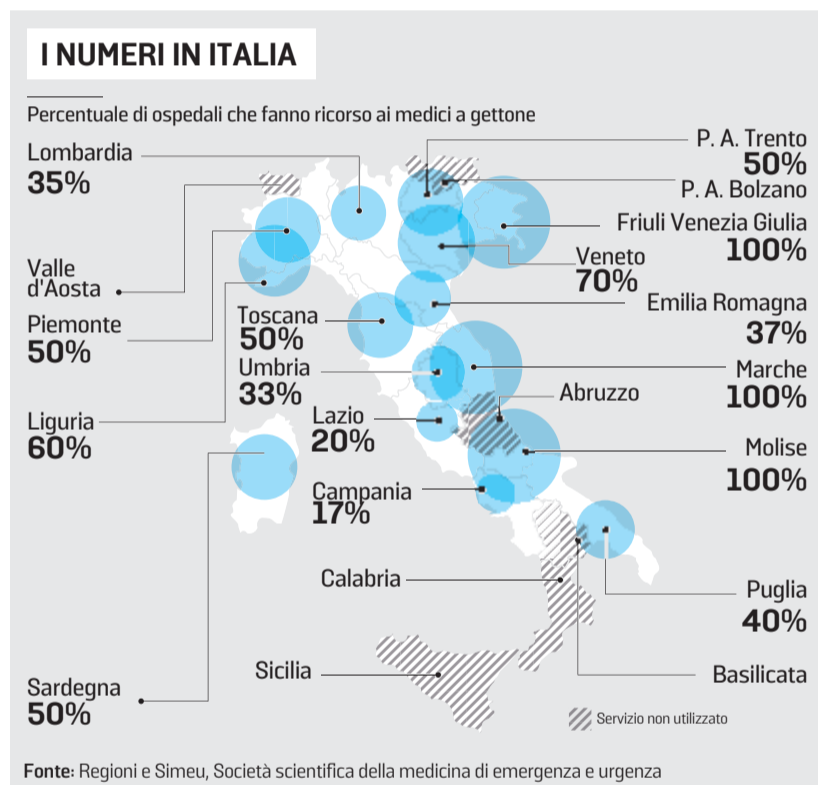 I NUMERI IN ITALIA
Percentuale di ospedali che fanno ricorso ai medici a gettone
Lombardia
35%
Valle
d'Aosta
Piemonte
50%
Liguria
60%
Sardegna
50%
Toscana
50%
Umbria
33%
Lazio
20%
Campania
17%
Calabria
Sicilia
P. A. Trento
50%
P. A. Bolzano
Friuli Venezia Giulia
100%
Veneto
70%
Emilia Romagna
37%
Marche
100%
Abruzzo
Molise
100%
Puglia
40%
Basilicata
Servizio non utilizzato
Fonte: Regioni e Simeu, Società scientifica della medicina di emergenza e urgenza